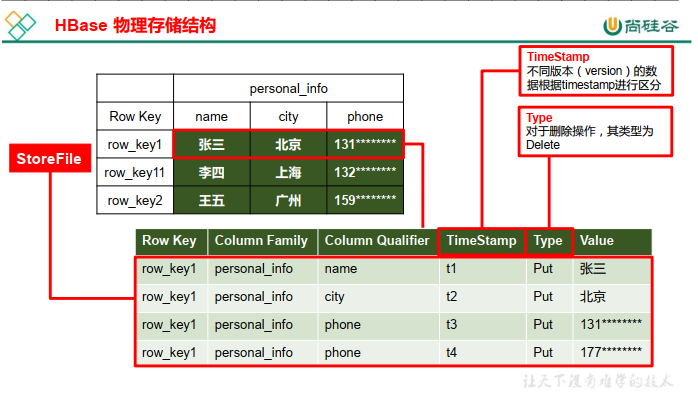 HBase 物理存储结构
尚硅谷
TimeStamp
不同版本（version）的数
据根据timestamp进行区分
Type
对于删除操作，其类型为
Delete
StoreFile
personal_info
Row Key name city phone
row_key1 张三 北京 131********
row_key11 李四 上海 132********
row_key2 王五 广州 159********
Row Key Column Family Column Qualifier TimeStamp Type Value
row_key1 personal_info name t1 Put 张三
row_key1 personal_info city t2 Put 北京
row_key1 personal_info phone t3 Put 131********
row_key1 personal_info phone t4 Put 177********
让天下没有难学的技术